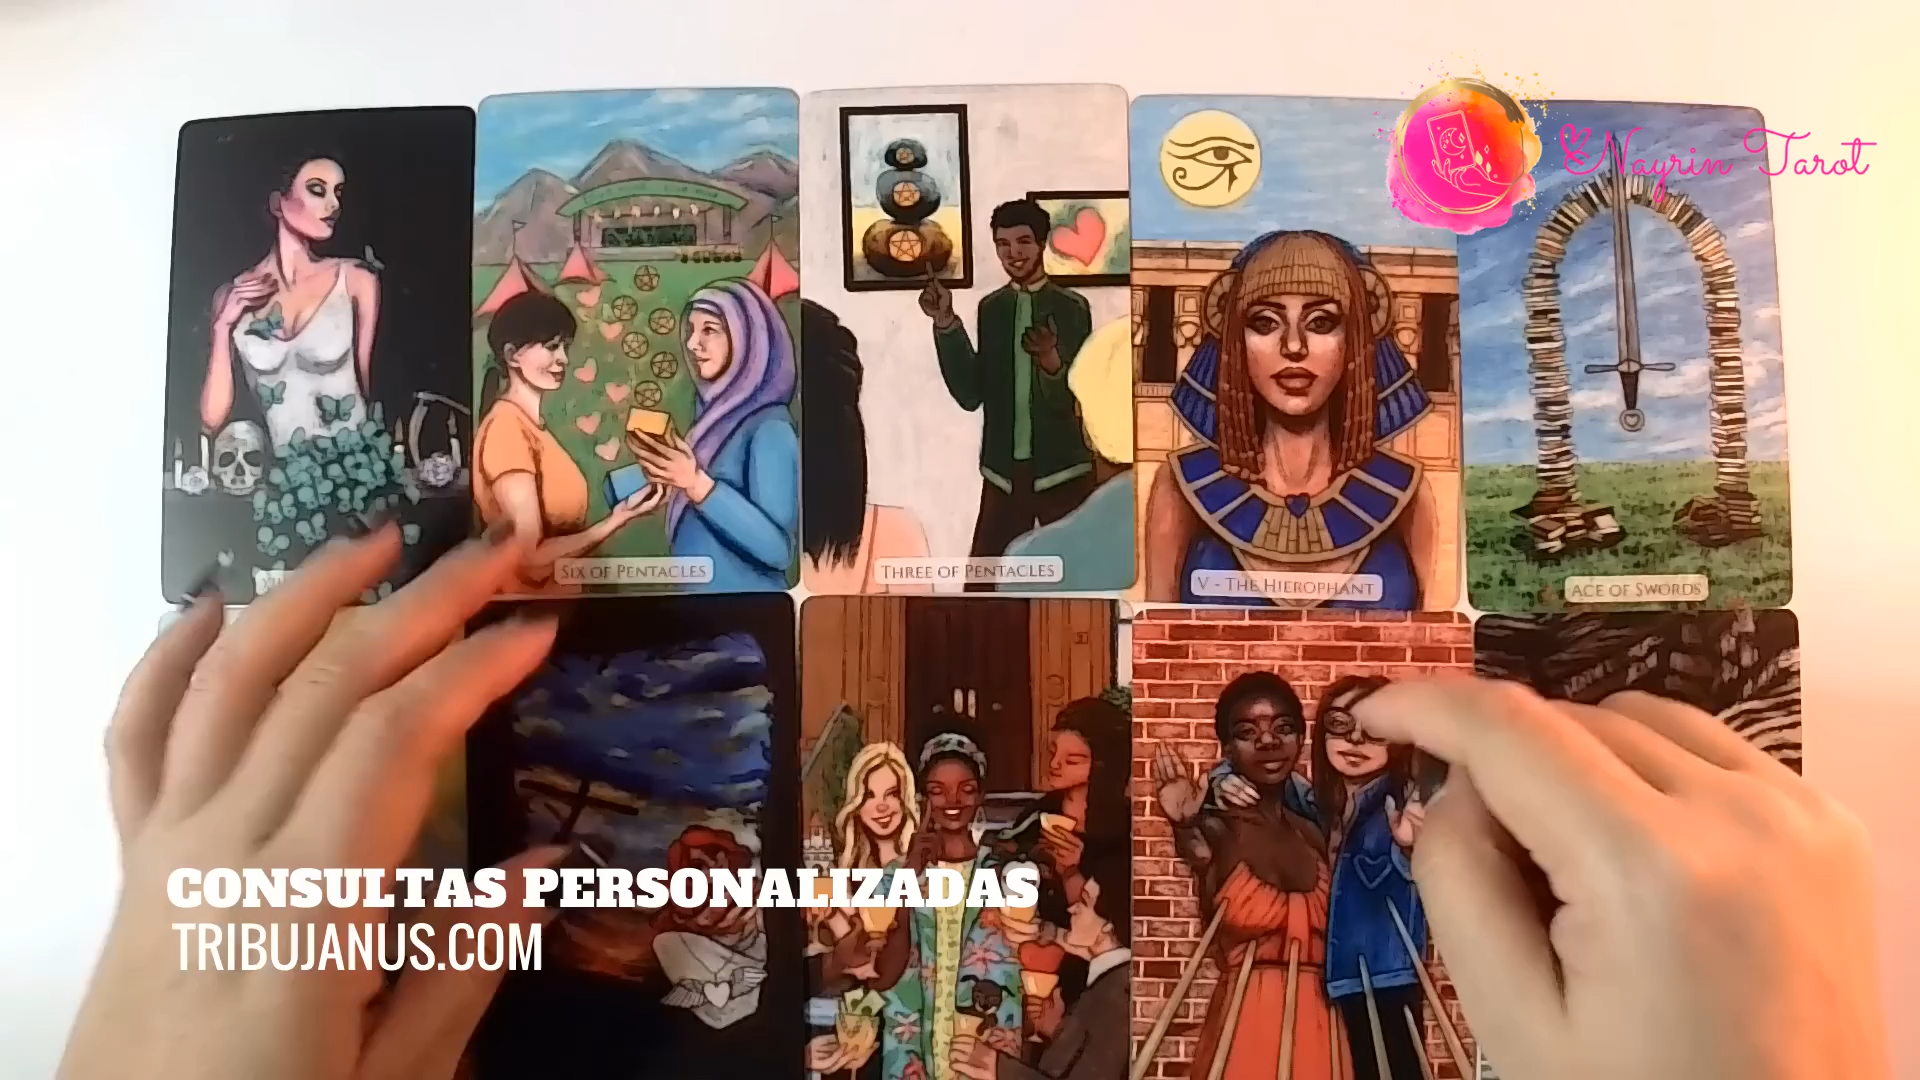 Nayrin Tarot
SIX OF PENTACLES
THREE OF PENTACLES
V - THE HIEROPHANT
ACE OF SWORDS
CONSULTAS PERSONALIZADAS
TRIBUJANUS.COM